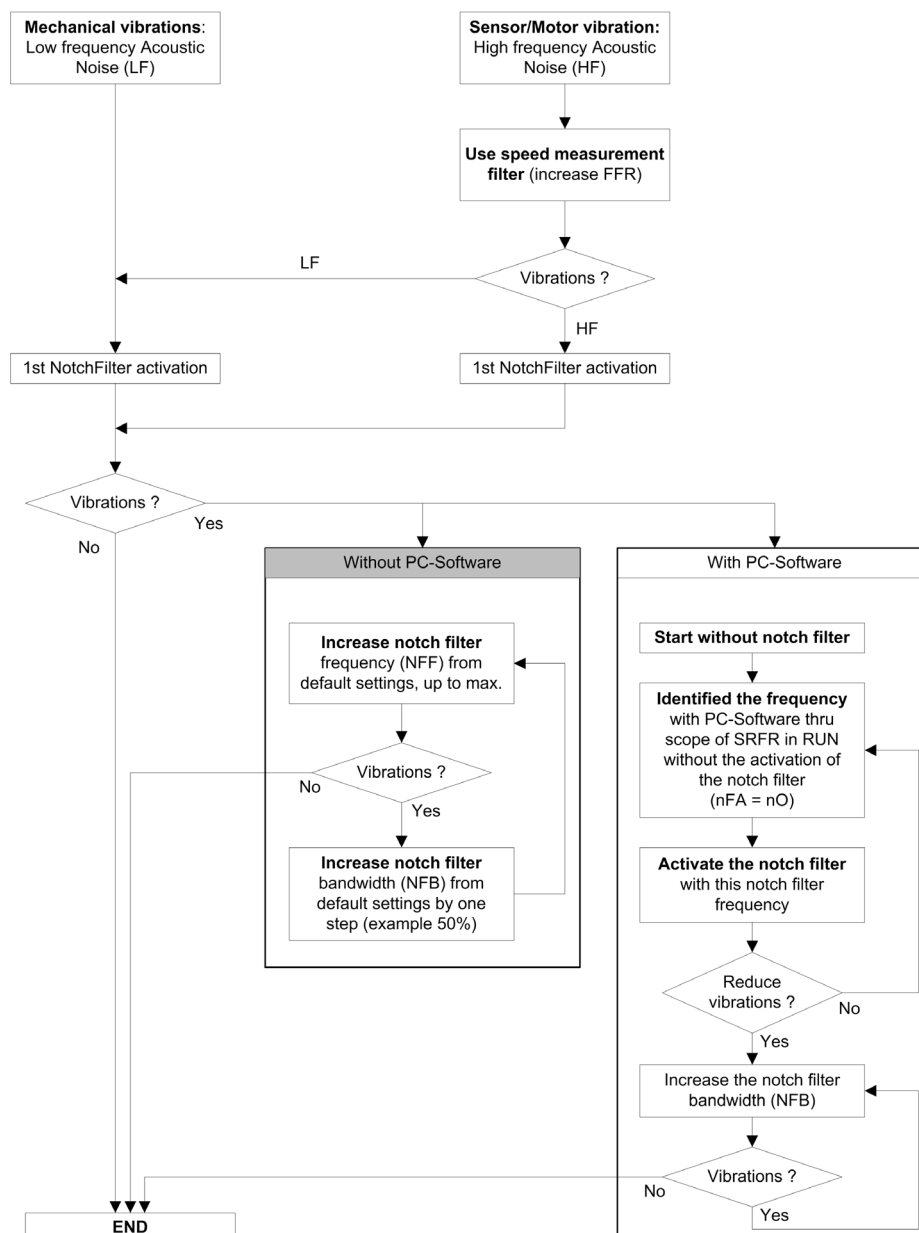 Mechanical vibrations:
Low frequency Acoustic
Noise (LF)
Sensor/Motor vibration:
High frequency Acoustic
Noise (HF)
Use speed measurement
filter (increase FFR)
LF
Vibrations ?
HF
1st NotchFilter activation
1st NotchFilter activation
Vibrations ?
Yes
No
Without PC-Software
Increase notch filter
frequency (NFF) from
default settings, up to max.
Vibrations ?
No
Yes
Increase notch filter
bandwidth (NFB) from
default settings by one
step (example 50%)
With PC-Software
Start without notch filter
Identified the frequency
with PC-Software thru
scope of SRFR in RUN
without the activation of
the notch filter
(nFA = nO)
Activate the notch filter
with this notch filter
frequency
Reduce
vibrations ?
No
Yes
Increase the notch filter
bandwidth (NFB)
Vibrations ?
No
Yes
END